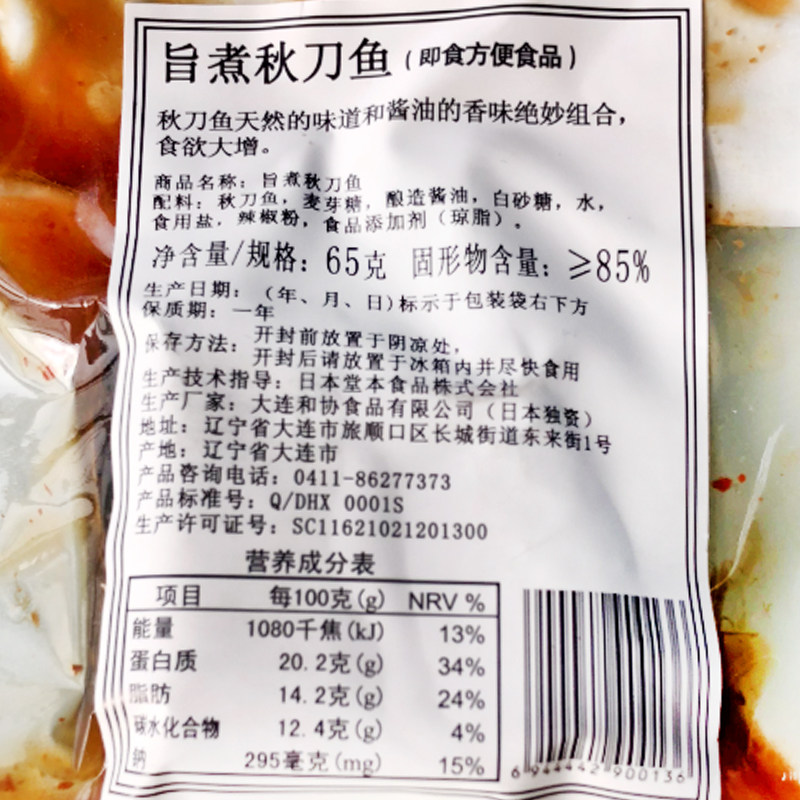 旨煮秋刀鱼（即食方便食品）
秋刀鱼天然的味道和酱油的香味绝妙组合，
食欲大增。
商品名称：旨煮秋刀鱼
配料：秋刀鱼，麦芽糖，酿造酱油，白砂糖，水，
食用盐，辣椒粉，食品添加剂（琼脂）。
净含量/规格：65克 固形物含量：≥85%
生产日期：（年、月、日）标示于包装袋右下方
保质期：一年
保存方法：开封前放置于阴凉处，
开封后请放置于冰箱内并尽快食用
生产技术指导：日本堂本食品株式会社
生产厂家：大连和协食品有限公司（日本独资）
地址：辽宁省大连市旅顺口区长城街道东来街1号
产地：辽宁省大连市
产品咨询电话：0411-86277373
产品标准号：Q/DHX 0001S
生产许可证号：SC11621021201300
营养成分表
项目 每100克(g) NRV %
能量 1080千焦(kJ) 13%
蛋白质 20.2克(g) 34%
脂肪 14.2克(g) 24%
碳水化合物 12.4克(g) 4%
钠 295毫克(mg) 15%
6 944442 900136